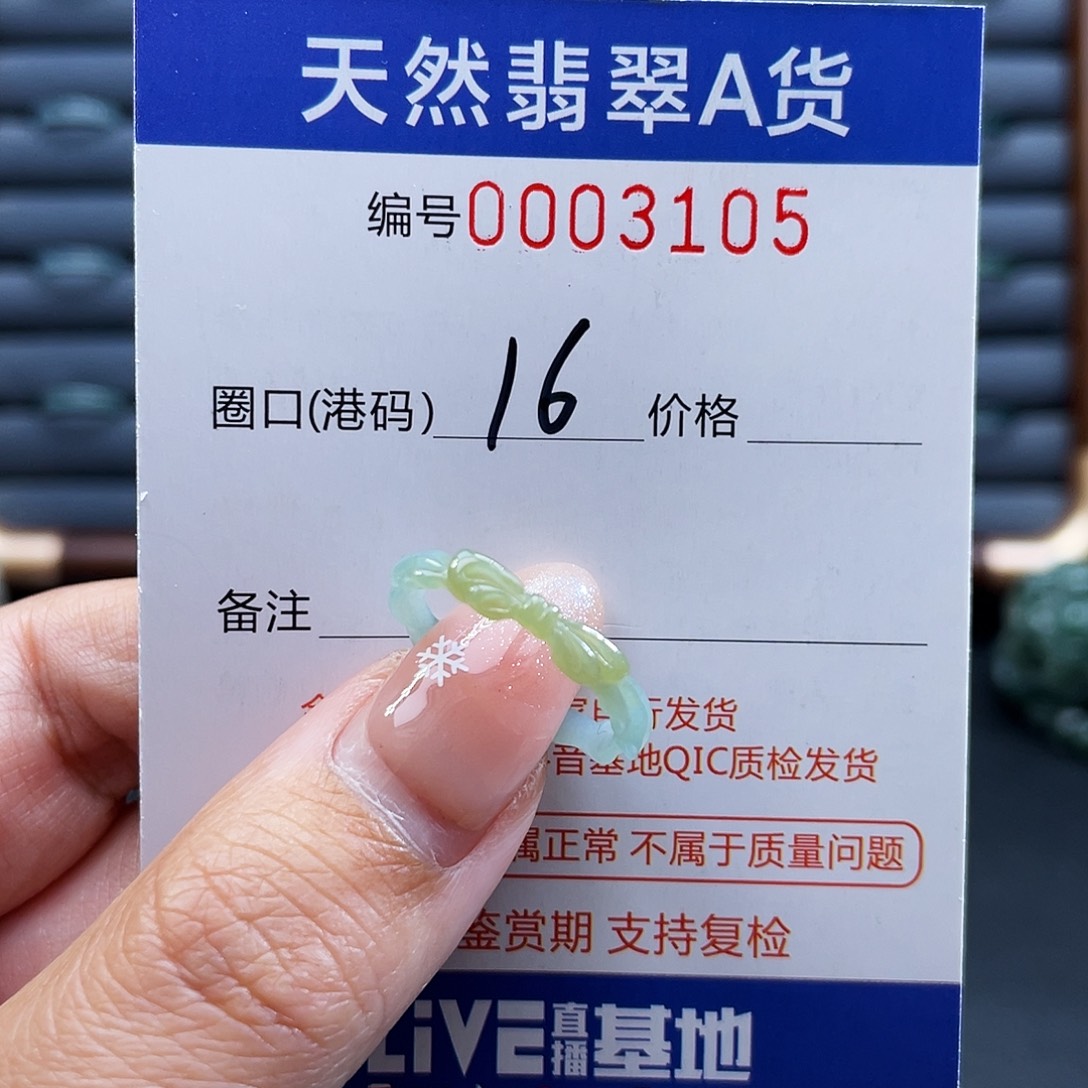 天然翡翠A货
编号0003105
圈口(港码) 16 价格
备注
行发货
基地QIC质检发货
属正常 不属于质量问题
鉴赏期 支持复检
LIVE直播基地